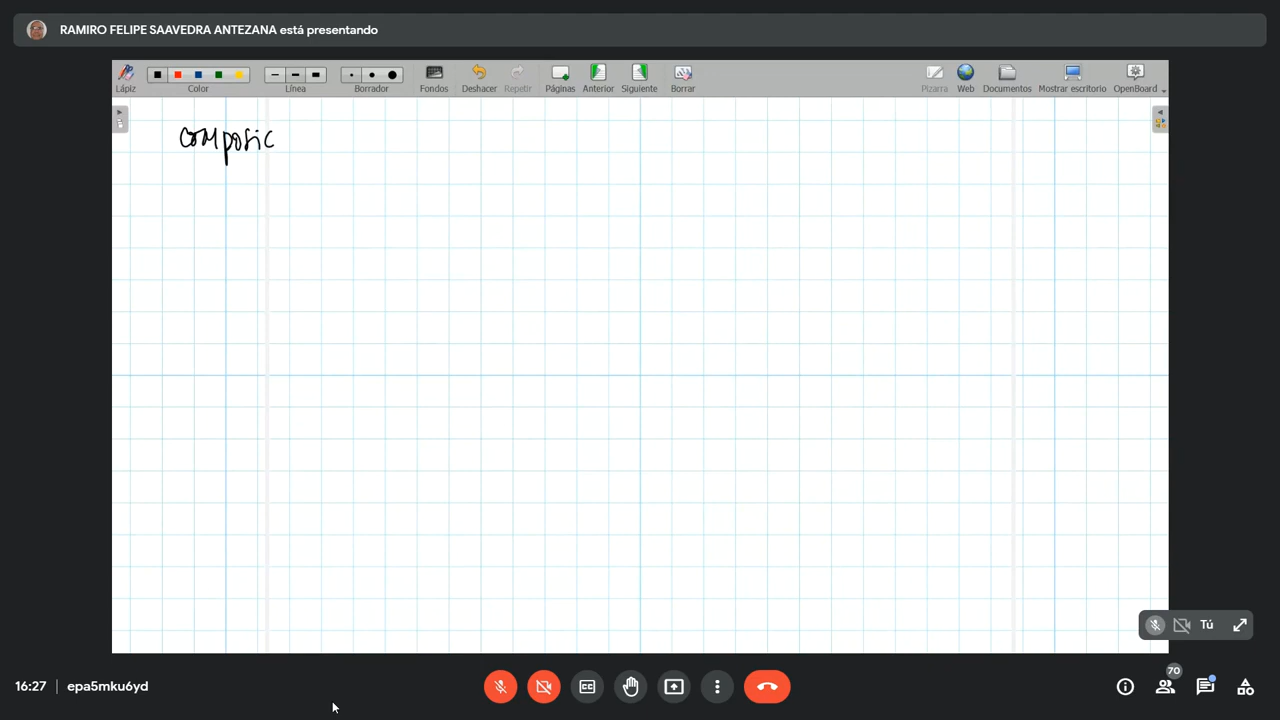 RAMIRO FELIPE SAAVEDRA ANTEZANA está presentando
Lápiz Color Línea Borrador Fondos Deshacer Repetir Páginas Anterior Siguiente Borrar Pizarra Web Documentos Mostrar escritorio OpenBoard
composic
Tú
70
16:27 | epa5mku6yd